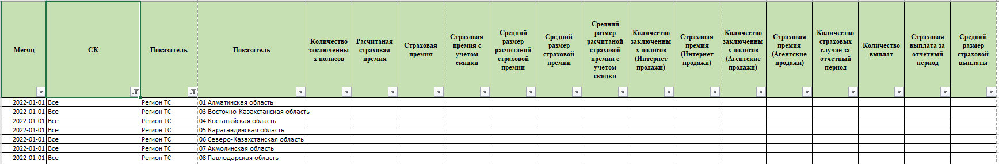 Месяц
СК
Показатель
Показатель
Количество
заключенны
х полисов
Расчитаная
страховая
премия
Страховая
премия
Страховая
премия с
учетом
скидки
Средний
размер
расчитаной
страховой
премии
Средний
размер
страховой
премии
Средний
размер
расчитаной
страховой
премии с
учетом
скидки
Количество
заключенны
х полисов
(Интернет
продажи)
Страховая
премия
(Интернет
продажи)
Количество
заключенны
х полисов
(Агентские
продажи)
Страховая
премия
(Агентские
продажи)
Количество
страховых
случае за
отчетный
период
Количество
выплат
Страховая
выплата за
отчетный
период
Средний
размер
страховой
выплаты
2022-01-01 Все Регион ТС 01 Алматинская область
2022-01-01 Все Регион ТС 03 Восточно-Казахстанская область
2022-01-01 Все Регион ТС 04 Костанайская область
2022-01-01 Все Регион ТС 05 Карагандинская область
2022-01-01 Все Регион ТС 06 Северо-Казахстанская область
2022-01-01 Все Регион ТС 07 Акмолинская область
2022-01-01 Все Регион ТС 08 Павлодарская область